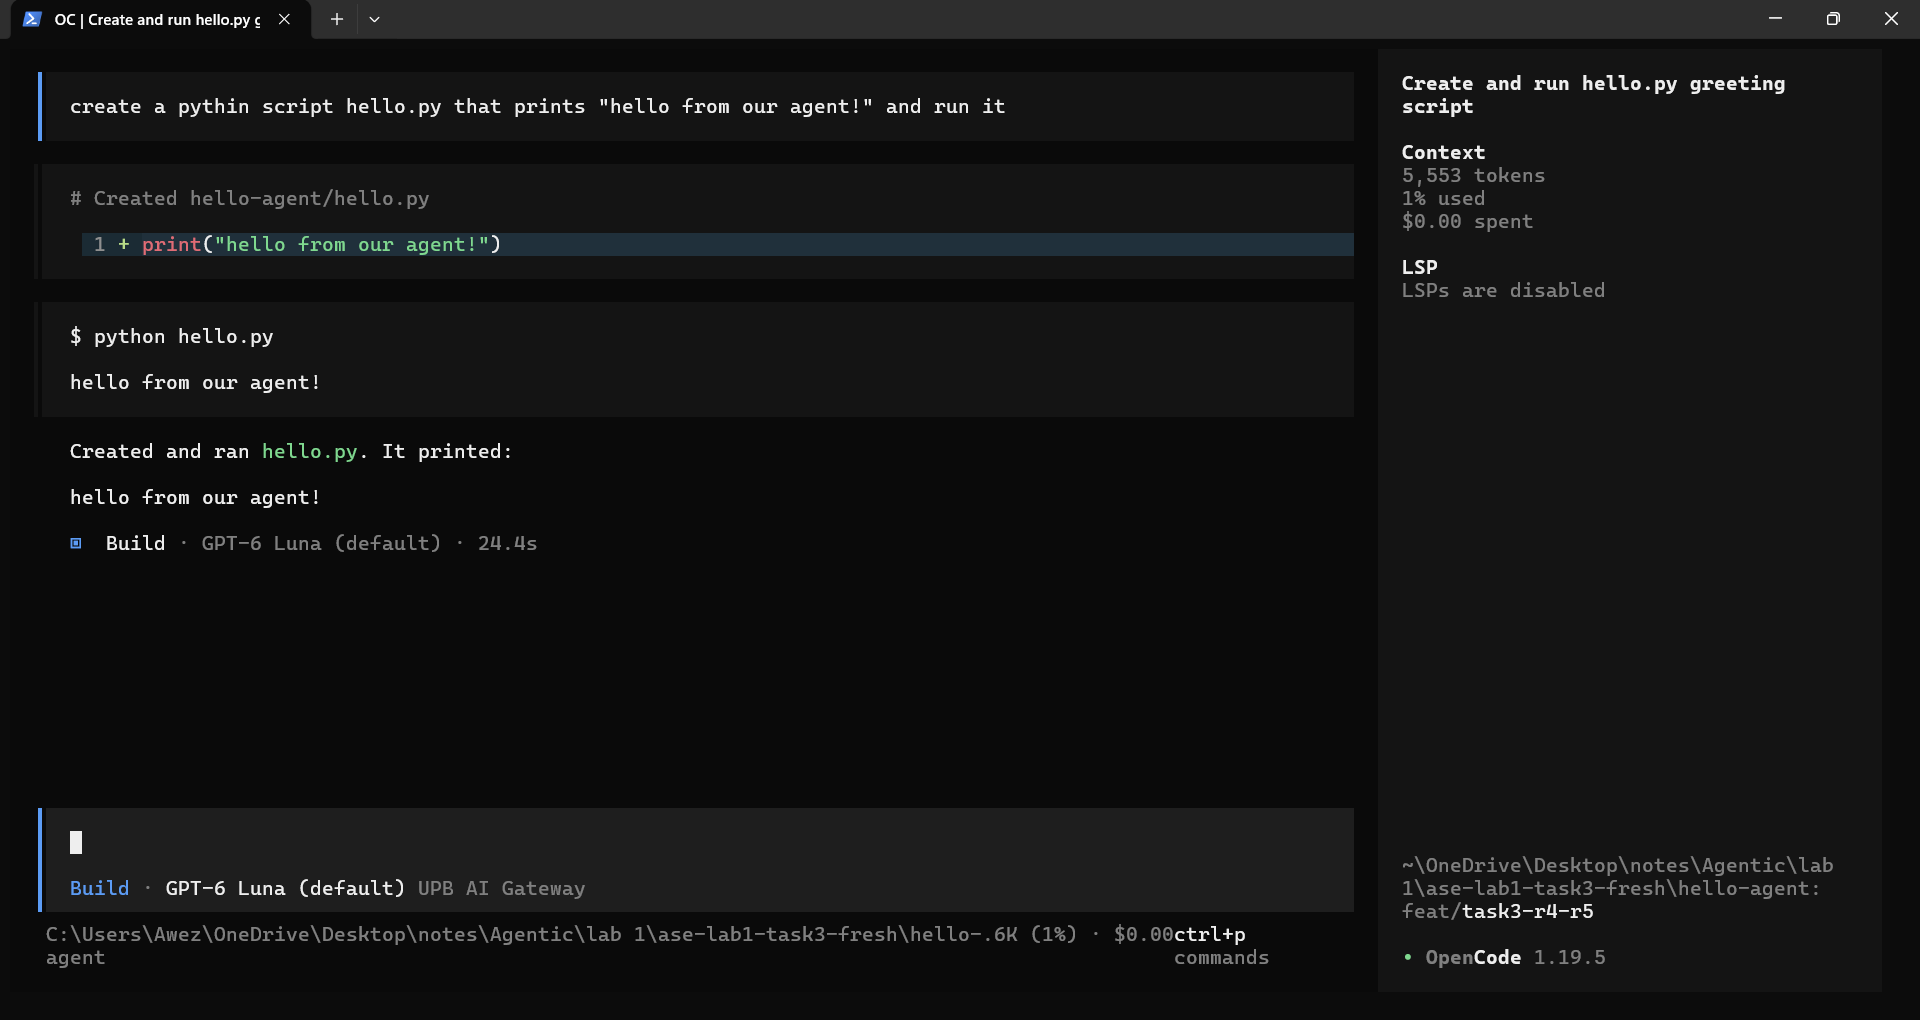 OC | Create and run hello.py g
create a pythin script hello.py that prints "hello from our agent!" and run it
# Created hello-agent/hello.py
1 + print("hello from our agent!")
$ python hello.py
hello from our agent!
Created and ran hello.py. It printed:
hello from our agent!
Build · GPT-6 Luna (default) · 24.4s
Build · GPT-6 Luna (default) UPB AI Gateway
C:\Users\Awez\OneDrive\Desktop\notes\Agentic\lab 1\ase-lab1-task3-fresh\hello-.6K (1%) · $0.00ctrl+p
agent commands
Create and run hello.py greeting
script
Context
5,553 tokens
1% used
$0.00 spent
LSP
LSPs are disabled
~\OneDrive\Desktop\notes\Agentic\lab
1\ase-lab1-task3-fresh\hello-agent:
feat/task3-r4-r5
• OpenCode 1.19.5